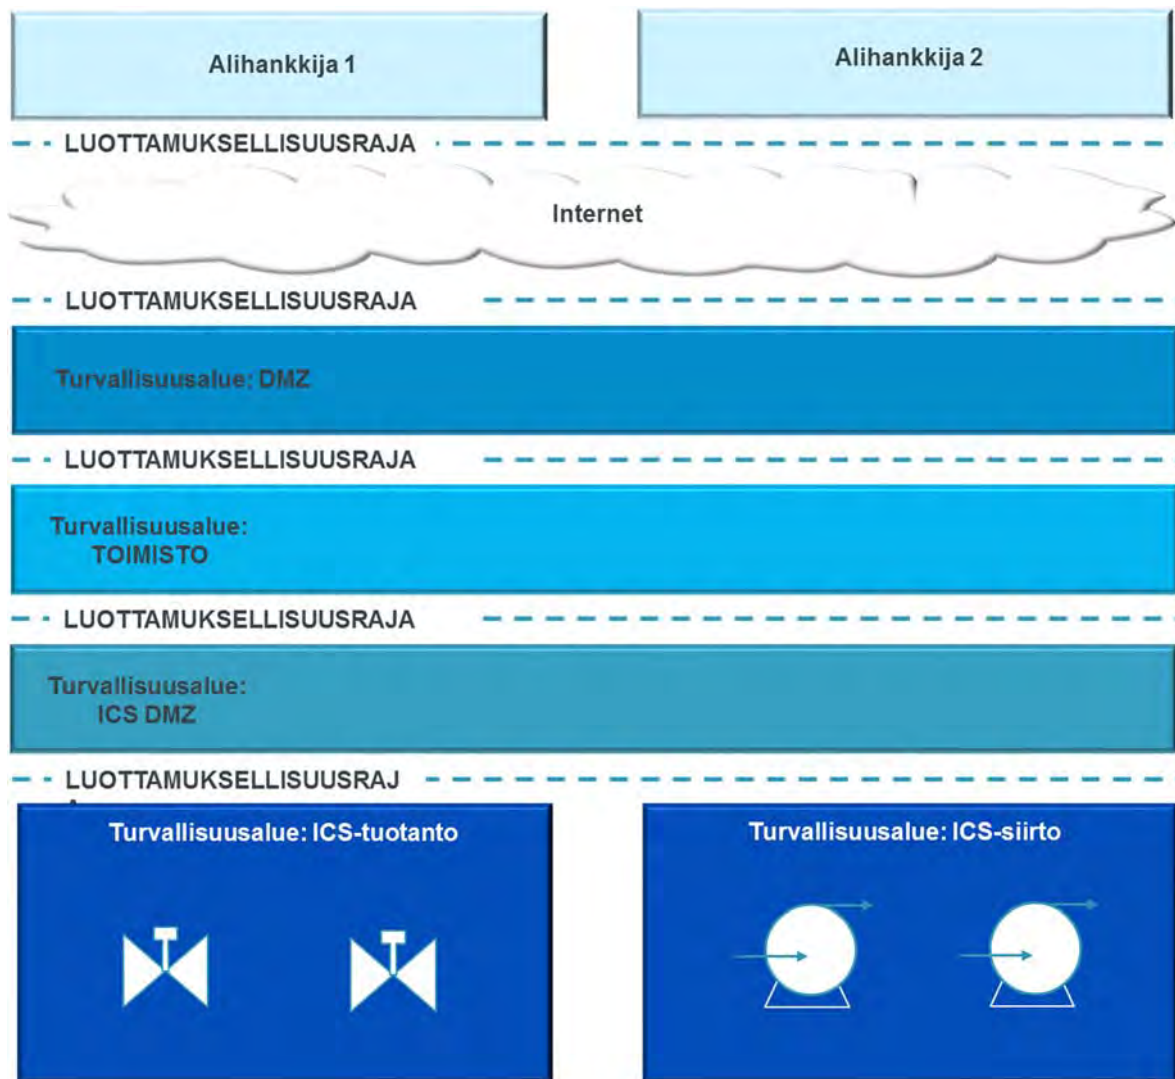 Alihankkija 1
Alihankkija 2
LUOTTAMUKSELLISUUSRAJA
Internet
LUOTTAMUKSELLISUUSRAJA
Turvallisuusalue: DMZ
LUOTTAMUKSELLISUUSRAJA
Turvallisuusalue:
TOIMISTO
LUOTTAMUKSELLISUUSRAJA
Turvallisuusalue:
ICS DMZ
LUOTTAMUKSELLISUUSRAJ
Turvallisuusalue: ICS-tuotanto
Turvallisuusalue: ICS-siirto